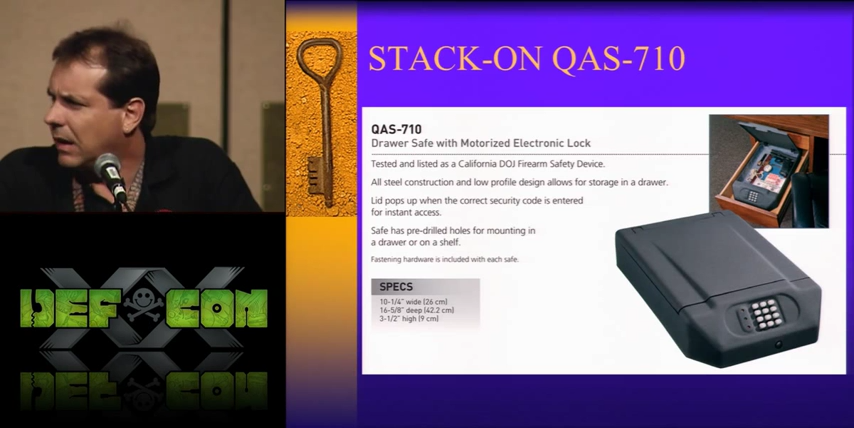 STACK-ON QAS-710
QAS-710
Drawer Safe with Motorized Electronic Lock
Tested and listed as a California DOJ Firearm Safety Device.
All steel construction and low profile design allows for storage in a drawer.
Lid pops up when the correct security code is entered
for instant access.
Safe has pre-drilled holes for mounting in
a drawer or on a shelf.
Fastening hardware is included with each safe.
SPECS
10-1/4" wide (26 cm)
16-5/8" deep (42.2 cm)
3-1/2" high (9 cm)
XX
DEF CON